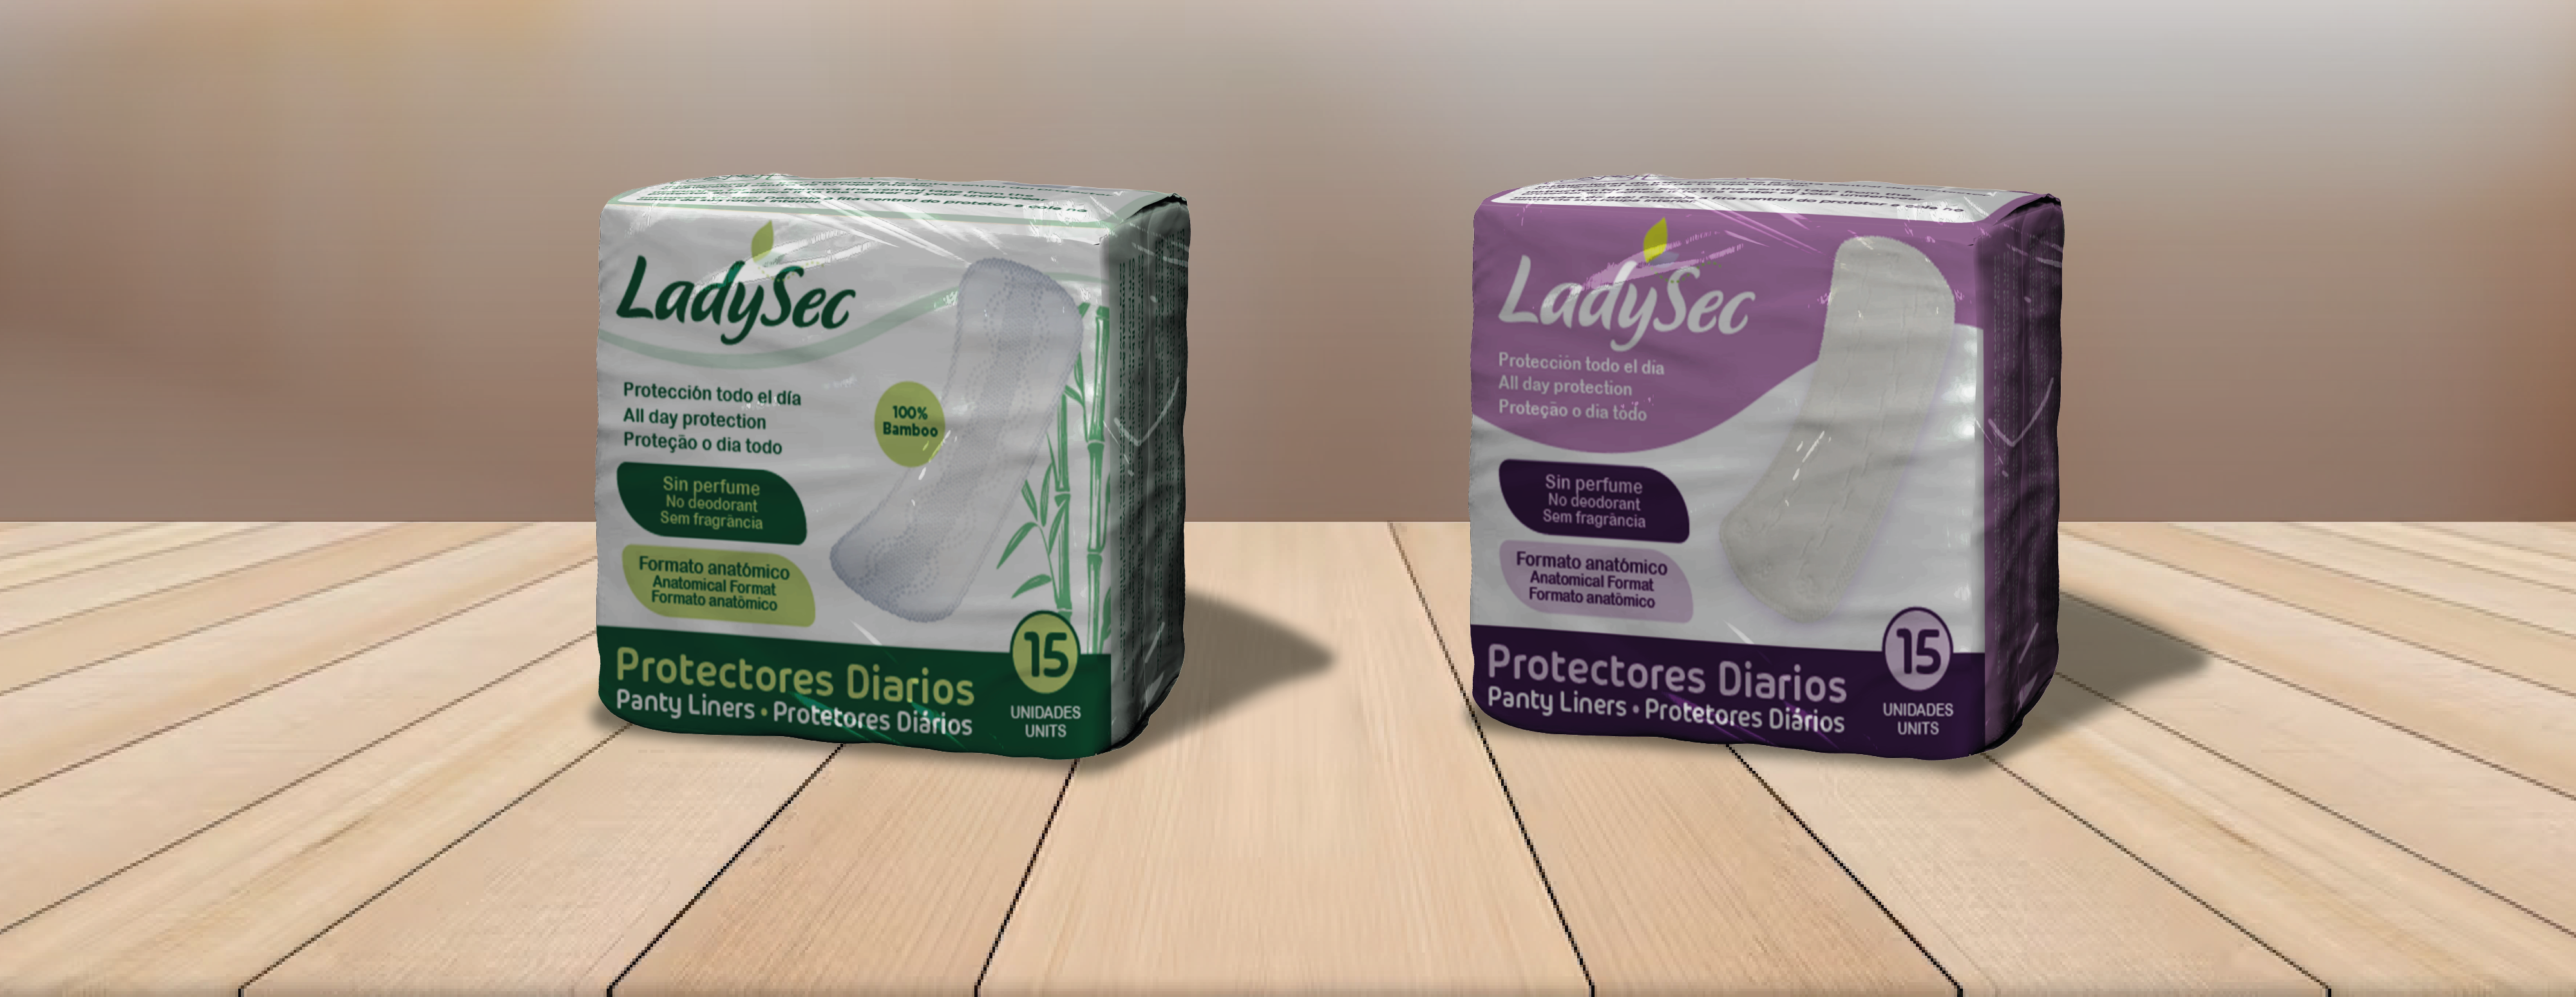 LadySec
Protección todo el día
All day protection
Proteção o dia todo
100%
Bamboo
Sin perfume
No deodorant
Sem fragrância
Formato anatômico
Anatomical Format
Formato anatômico
Protectores Diarios
Panty Liners • Protetores Diários
15
UNIDADES
UNITS
LadySec
Protección todo el día
All day protection
Proteção o dia todo
Sin perfume
No deodorant
Sem fragrância
Formato anatômico
Anatomical Format
Formato anatômico
Protectores Diarios
Panty Liners • Protetores Diários
15
UNIDADES
UNITS